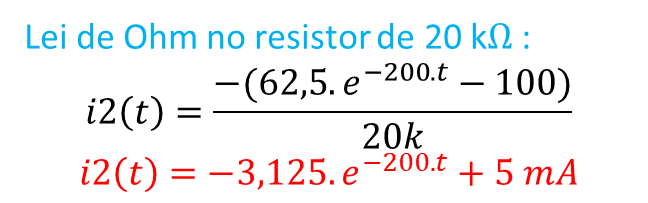 Lei de Ohm no resistor de 20 kΩ :
i2(t) = \frac{-(62,5. e^{-200.t} - 100)}{20k}
i2(t) = −3,125. e^{−200.t} + 5 mA